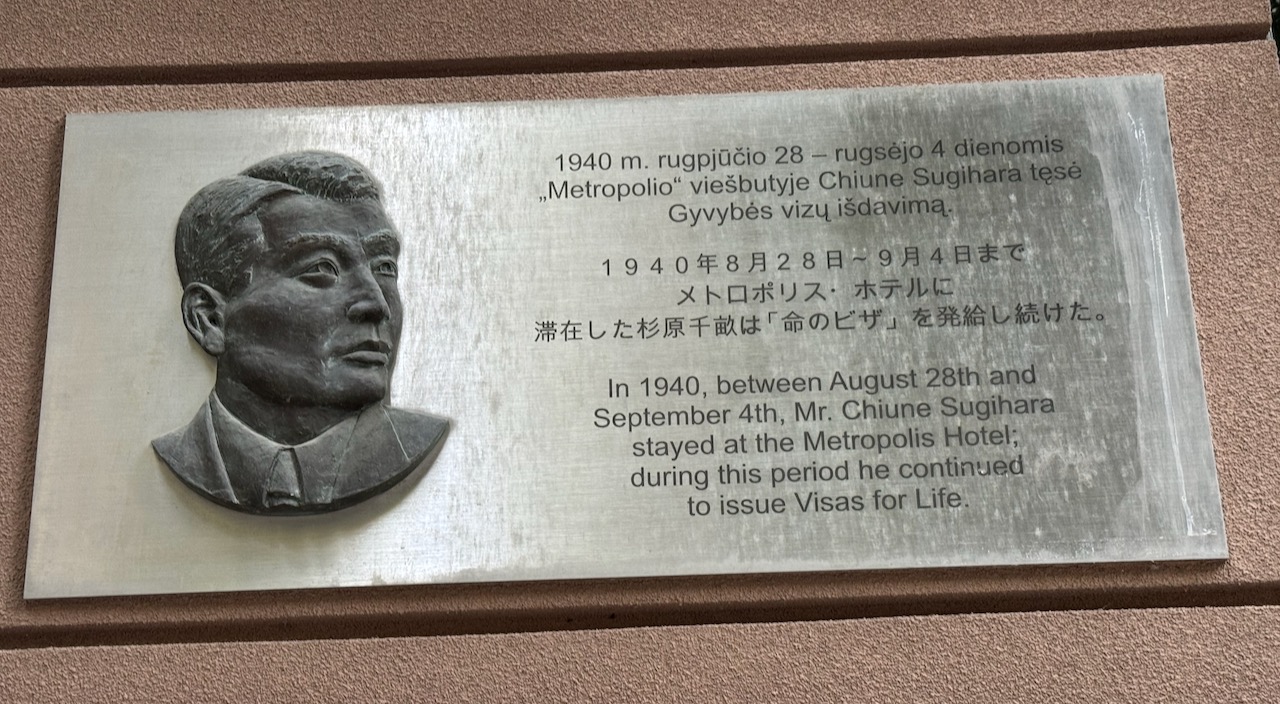 1940 m. rugpjūčio 28 – rugsėjo 4 dienomis
„Metropolio“ viešbutyje Chiune Sugihara tęsė
Gyvybės vizų išdavimą.
1940年8月28日~9月4日まで
メトロポリス・ホテルに
滞在した杉原千畝は「命のビザ」を発給し続けた。
In 1940, between August 28th and
September 4th, Mr. Chiune Sugihara
stayed at the Metropolis Hotel;
during this period he continued
to issue Visas for Life.